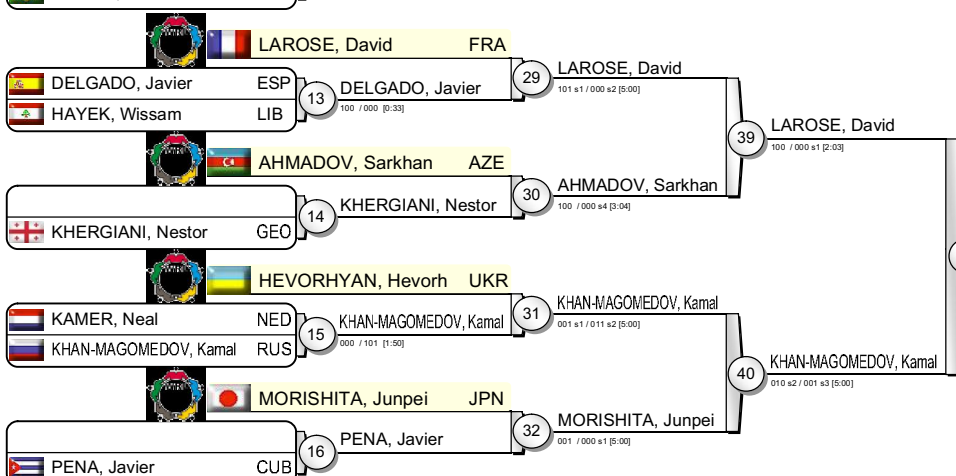 LAROSE, David FRA
DELGADO, Javier ESP
HAYEK, Wissam LIB
13
DELGADO, Javier
100 / 000 [0:33]
29
LAROSE, David
101 s1 / 000 s2 [5:00]
AHMADOV, Sarkhan AZE
KHERGIANI, Nestor GEO
14
KHERGIANI, Nestor
30
AHMADOV, Sarkhan
100 / 000 s4 [3:04]
39
LAROSE, David
100 / 000 s1 [2:03]
HEVORHYAN, Hevorh UKR
KAMER, Neal NED
KHAN-MAGOMEDOV, Kamal RUS
15
KHAN-MAGOMEDOV, Kamal
000 / 101 [1:50]
31
KHAN-MAGOMEDOV, Kamal
001 s1 / 011 s2 [5:00]
MORISHITA, Junpei JPN
PENA, Javier CUB
16
PENA, Javier
32
MORISHITA, Junpei
001 / 000 s1 [5:00]
40
KHAN-MAGOMEDOV, Kamal
010 s2 / 001 s3 [5:00]